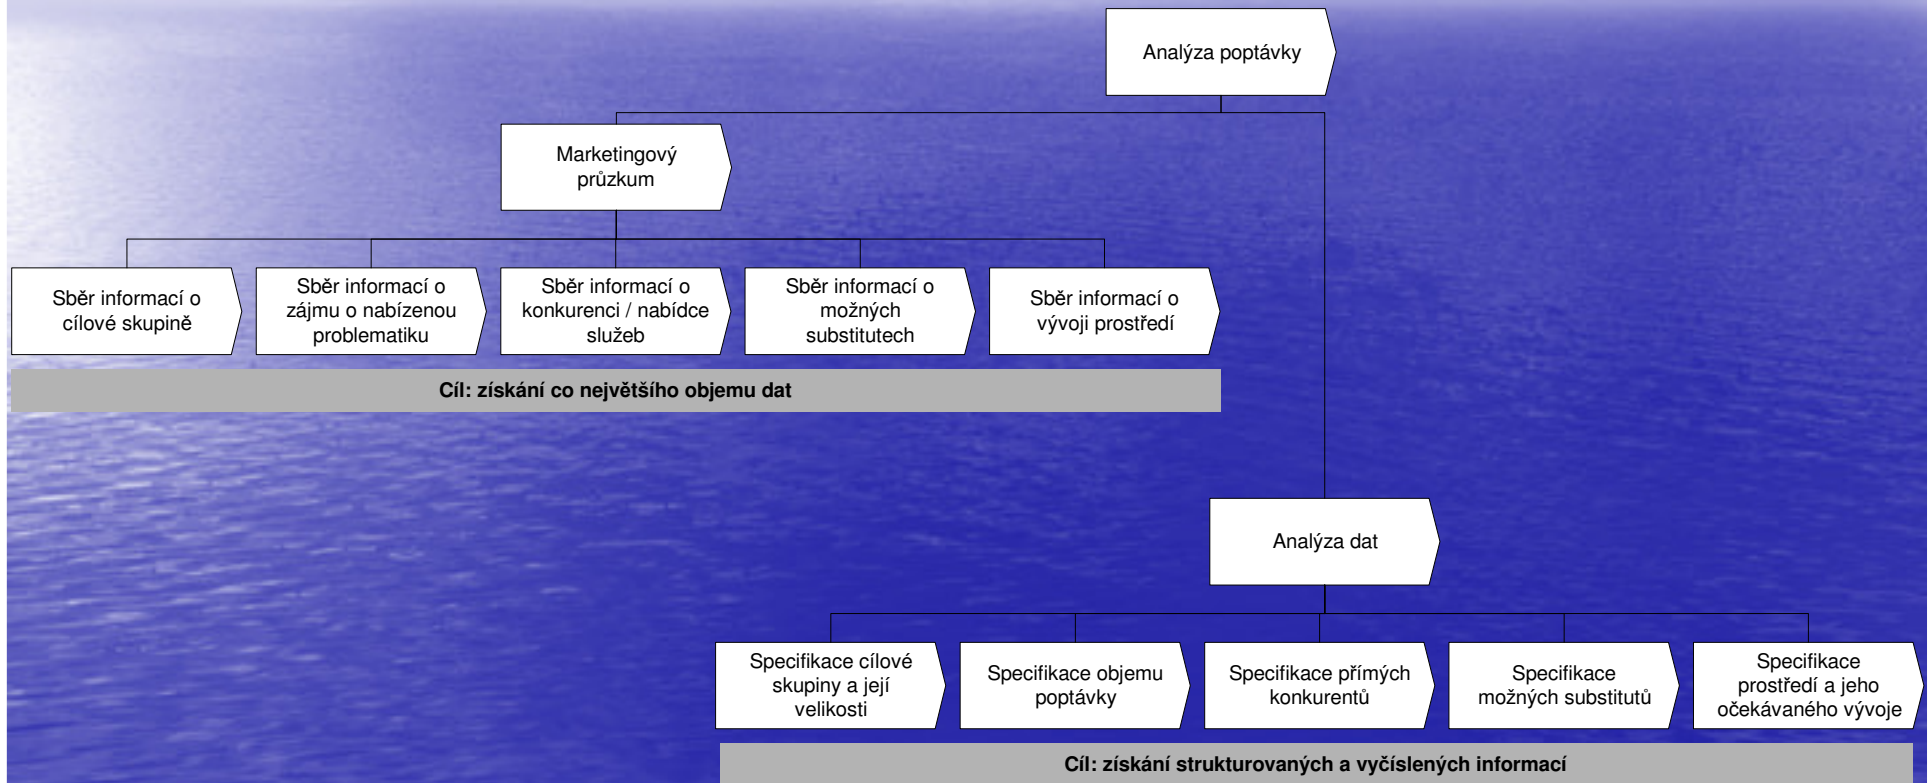 Analýza poptávky
Marketingový
průzkum
Sběr informací o
cílové skupině
Sběr informací o
zájmu o nabízenou
problematiku
Sběr informací o
konkurenci / nabídce
služeb
Sběr informací o
možných
substitutech
Sběr informací o
vývoji prostředí
Cíl: získání co největšího objemu dat
Analýza dat
Specifikace cílové
skupiny a její
velikosti
Specifikace objemu
poptávky
Specifikace přímých
konkurentů
Specifikace
možných substitutů
Specifikace
prostředí a jeho
očekávaného vývoje
Cíl: získání strukturovaných a vyčíslených informací